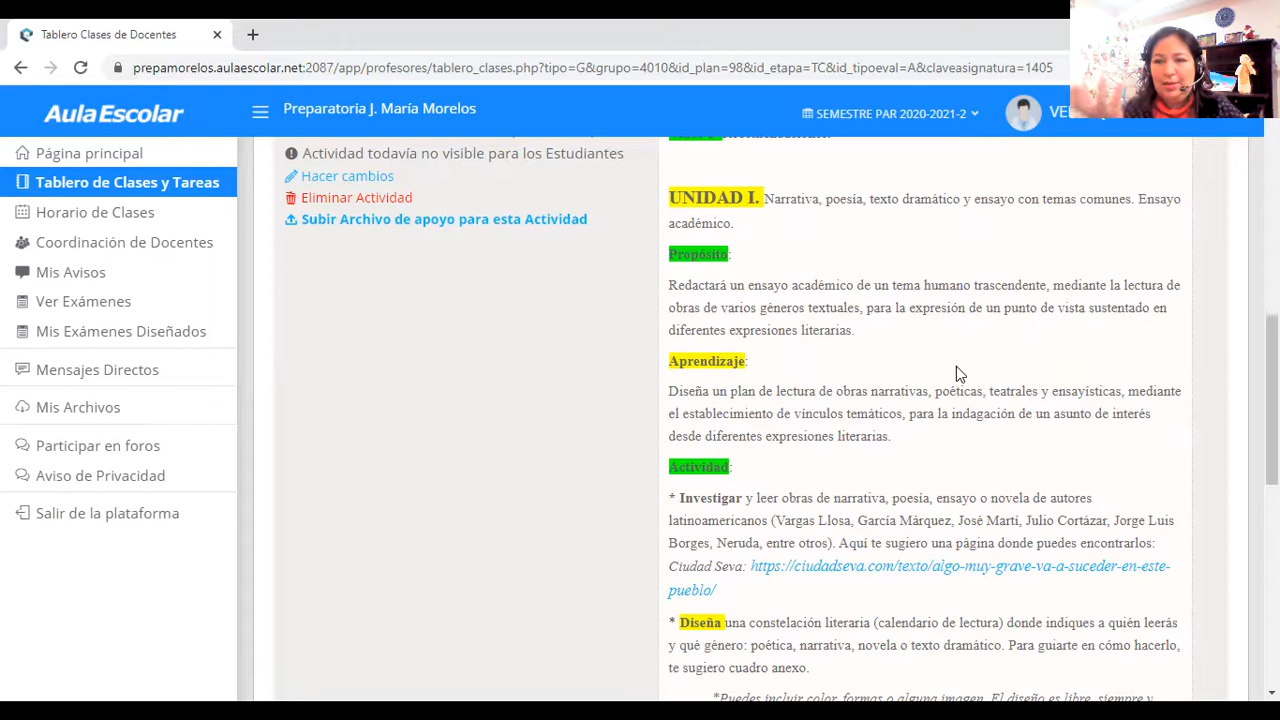 Tablero Clases de Docentes
prepamorelos.aulaescolar.net:2087/app/profesores/tablero_clases.php?tipo=G&grupo=4010&id_plan=98&id_etapa=TC&id_tipoeval=A&claveasignatura=1405
AulaEscolar
Preparatoria J. María Morelos
SEMESTRE PAR 2020-2021-2
Página principal
Tablero de Clases y Tareas
Horario de Clases
Coordinación de Docentes
Mis Avisos
Ver Exámenes
Mis Exámenes Diseñados
Mensajes Directos
Mis Archivos
Participar en foros
Aviso de Privacidad
Salir de la plataforma
Actividad todavía no visible para los Estudiantes
Hacer cambios
Eliminar Actividad
Subir Archivo de apoyo para esta Actividad
UNIDAD I. Narrativa, poesía, texto dramático y ensayo con temas comunes. Ensayo
académico.
Propósito:
Redactará un ensayo académico de un tema humano trascendente, mediante la lectura de
obras de varios géneros textuales, para la expresión de un punto de vista sustentado en
diferentes expresiones literarias.
Aprendizaje:
Diseña un plan de lectura de obras narrativas, poéticas, teatrales y ensayísticas, mediante
el establecimiento de vínculos temáticos, para la indagación de un asunto de interés
desde diferentes expresiones literarias.
Actividad:
* Investigar y leer obras de narrativa, poesía, ensayo o novela de autores
latinoamericanos (Vargas Llosa, García Márquez, José Martí, Julio Cortázar, Jorge Luis
Borges, Neruda, entre otros). Aquí te sugiero una página donde puedes encontrarlos:
Ciudad Seva: https://ciudadseva.com/texto/algo-muy-grave-va-a-suceder-en-este-
pueblo/
* Diseña una constelación literaria (calendario de lectura) donde indiques a quién leerás
y qué género: poética, narrativa, novela o texto dramático. Para guiarte en cómo hacerlo,
te sugiero cuadro anexo.
*Puedes incluir color, formas o alguna imagen. El diseño es libre, siempre y